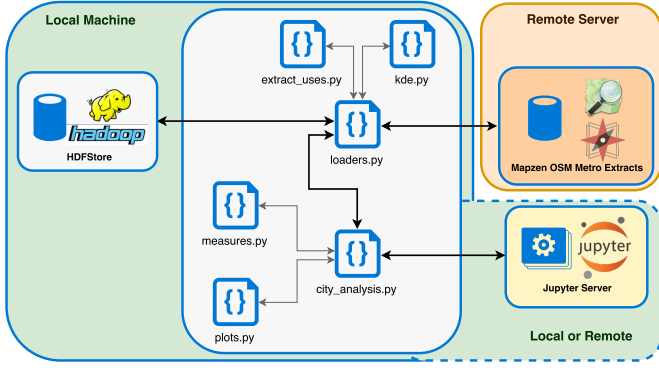 Local Machine
Remote Server
{}
{}
extract_uses.py
kde.py
hadoop
HDFStore
{}
loaders.py
Mapzen OSM Metro Extracts
{}
measures.py
{}
city_analysis.py
jupyter
Jupyter Server
{}
plots.py
Local or Remote